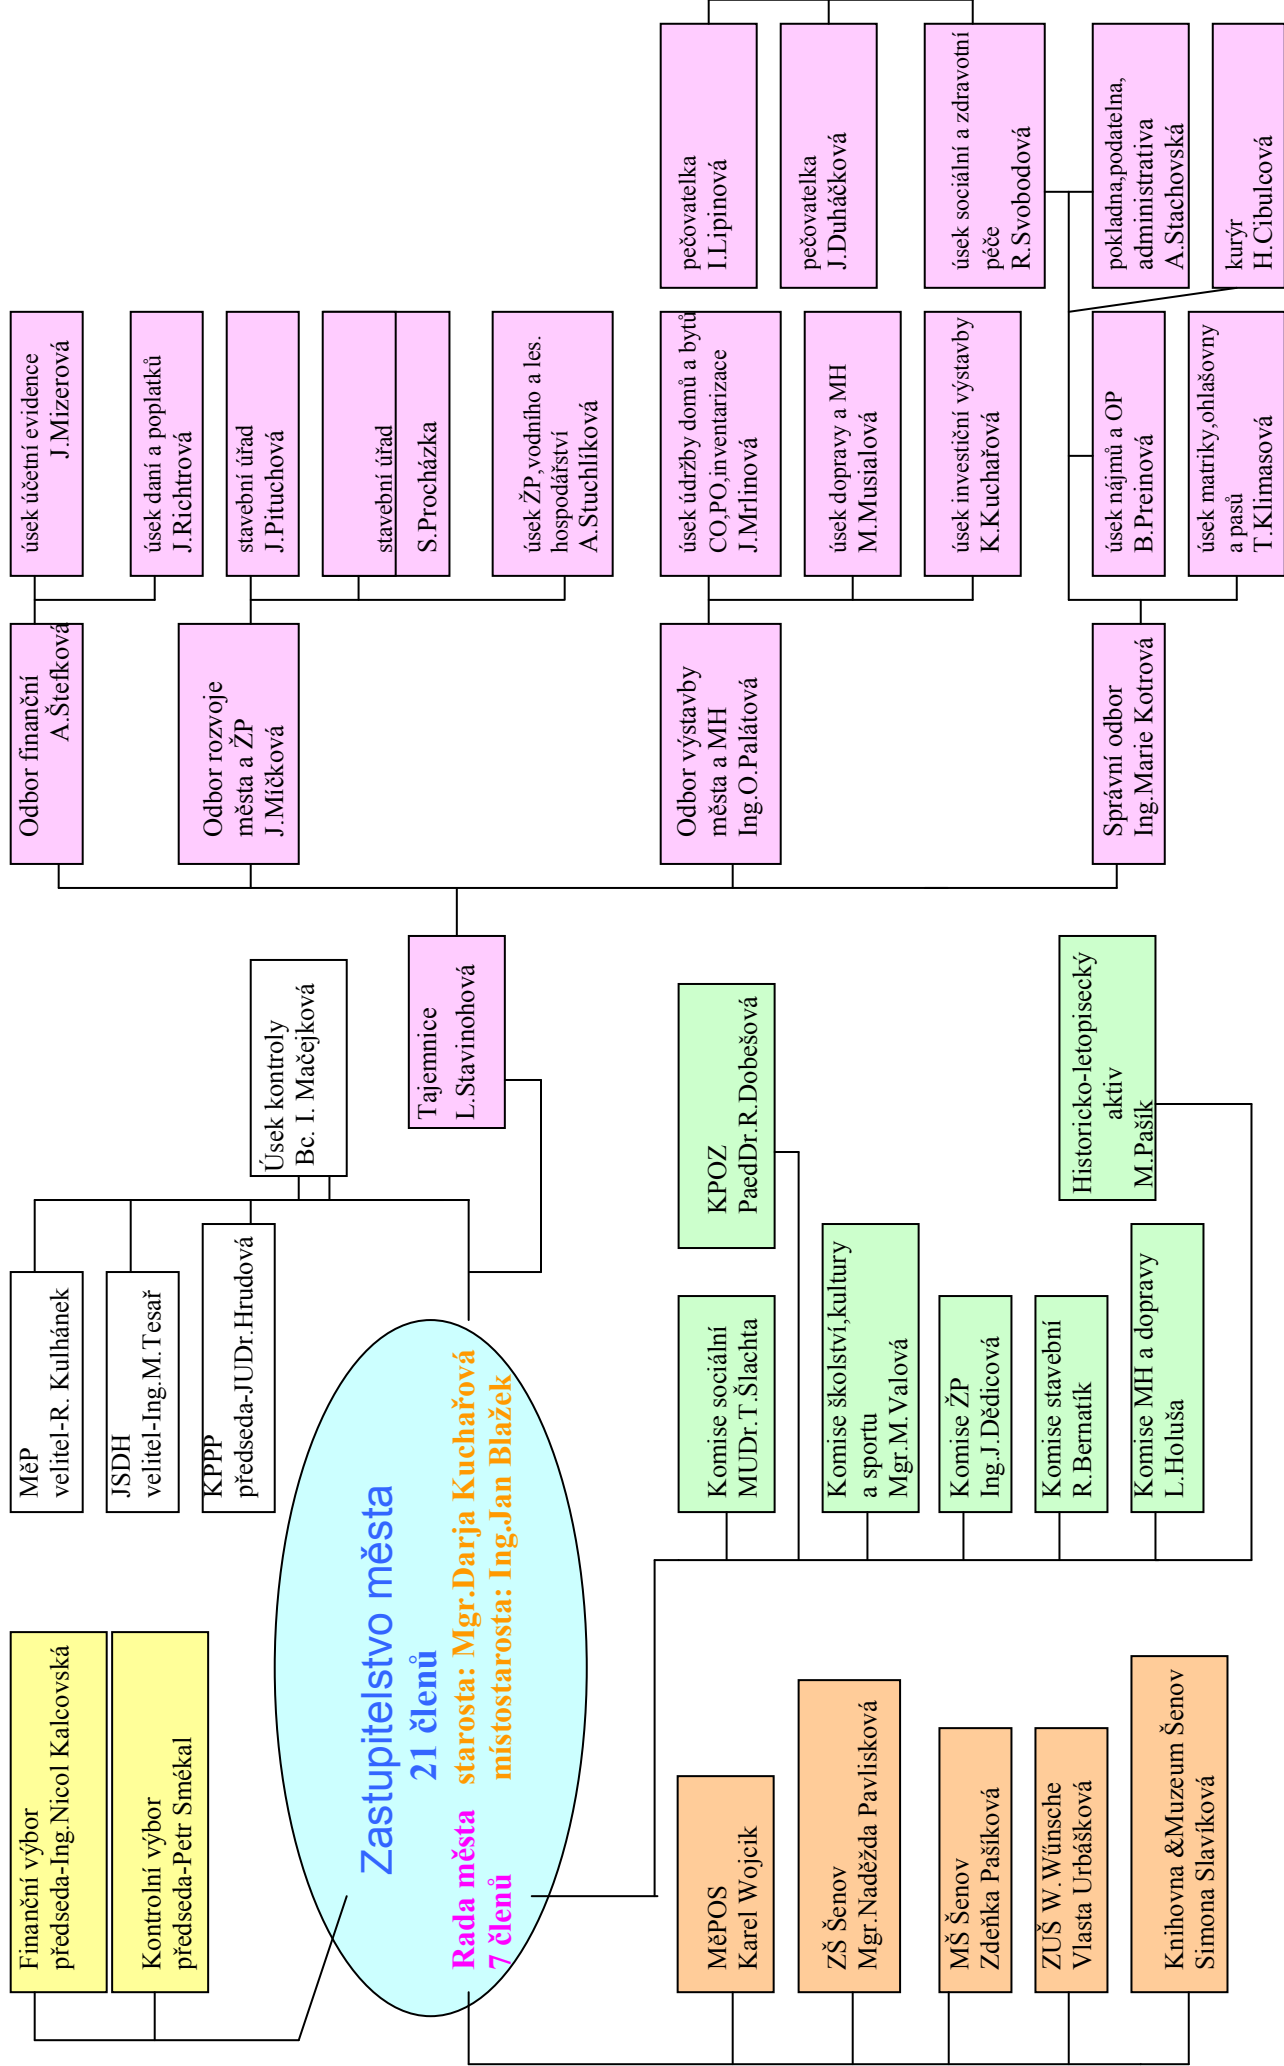 Finanční výbor
předseda-Ing.Nicol Kalcovská
Kontrolní výbor
předseda-Petr Smékal
MěP
velitel-R. Kulhánek
JSDH
velitel-Ing.M.Tesař
KPPP
předseda-JUDr.Hrudová
Úsek kontroly
Bc. I. Mačejková
Zastupitelstvo města
21 členů
Rada města starosta: Mgr.Darja Kuchařová
7 členů místostarosta: Ing.Jan Blažek
Tajemnice
L.Stavinohová
Odbor finanční
A.Štefková
úsek účetní evidence
J.Mizerová
úsek daní a poplatků
J.Richtrová
Odbor rozvoje
města a ŽP
J.Míčková
stavební úřad
J.Pituchová
stavební úřad
S.Procházka
úsek ŽP,vodního a les.
hospodářství
A.Stuchlíková
Odbor výstavby
města a MH
Ing.O.Palátová
úsek údržby domů a bytů
CO,PO,inventarizace
J.Mrlinová
úsek dopravy a MH
M.Musialová
úsek investiční výstavby
K.Kuchařová
Správní odbor
Ing.Marie Kotrová
úsek nájmů a OP
B.Preinová
úsek matriky,ohlašovny
a pasů
T.Klimasová
pečovatelka
I.Lipinová
pečovatelka
J.Duháčková
úsek sociální a zdravotní
péče
R.Svobodová
pokladna,podatelna,
administrativa
A.Stachovská
kurýr
H.Cibulcová
MěPOS
Karel Wojcik
ZŠ Šenov
Mgr.Naděžda Pavlisková
MŠ Šenov
Zdeňka Pašíková
ZUŠ W.Wünsche
Vlasta Urbášková
Knihovna &Muzeum Šenov
Simona Slavíková
Komise sociální
MUDr.T.Šlachta
KPOZ
PaedDr.R.Dobešová
Komise školství,kultury
a sportu
Mgr.M.Valová
Komise ŽP
Ing.J.Dědicová
Komise stavební
R.Bernatík
Komise MH a dopravy
L.Holuša
Historicko-letopisecký
aktiv
M.Pašík